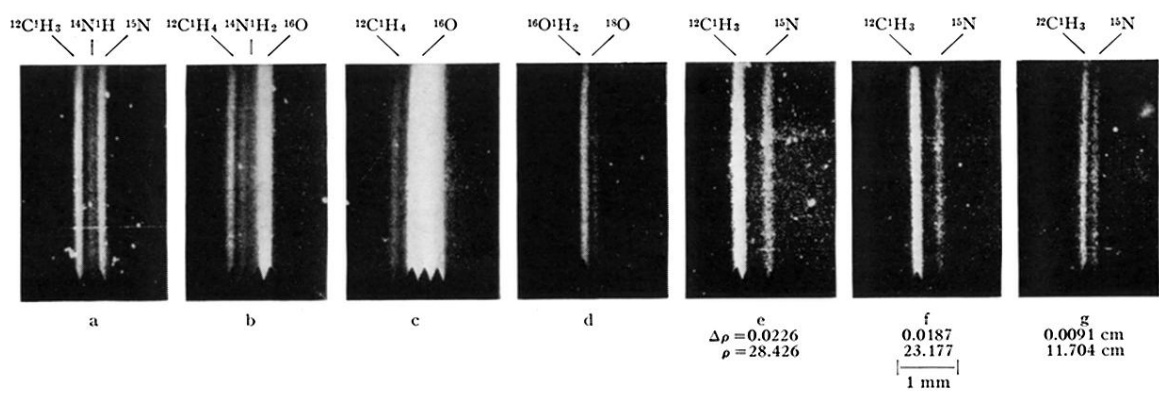 ¹²C¹H₃ ¹⁴N¹H ¹⁵N
¹²C¹H₄ ¹⁴N¹H₂ ¹⁶O
¹²C¹H₄ ¹⁶O
¹⁶O¹H₂ ¹⁸O
¹²C¹H₃ ¹⁵N
¹²C¹H₃ ¹⁵N
¹²C¹H₃ ¹⁵N
a b c d e f g
Δρ =0.0226 0.0187 0.0091 cm
ρ =28.426 23.177 11.704 cm
1 mm